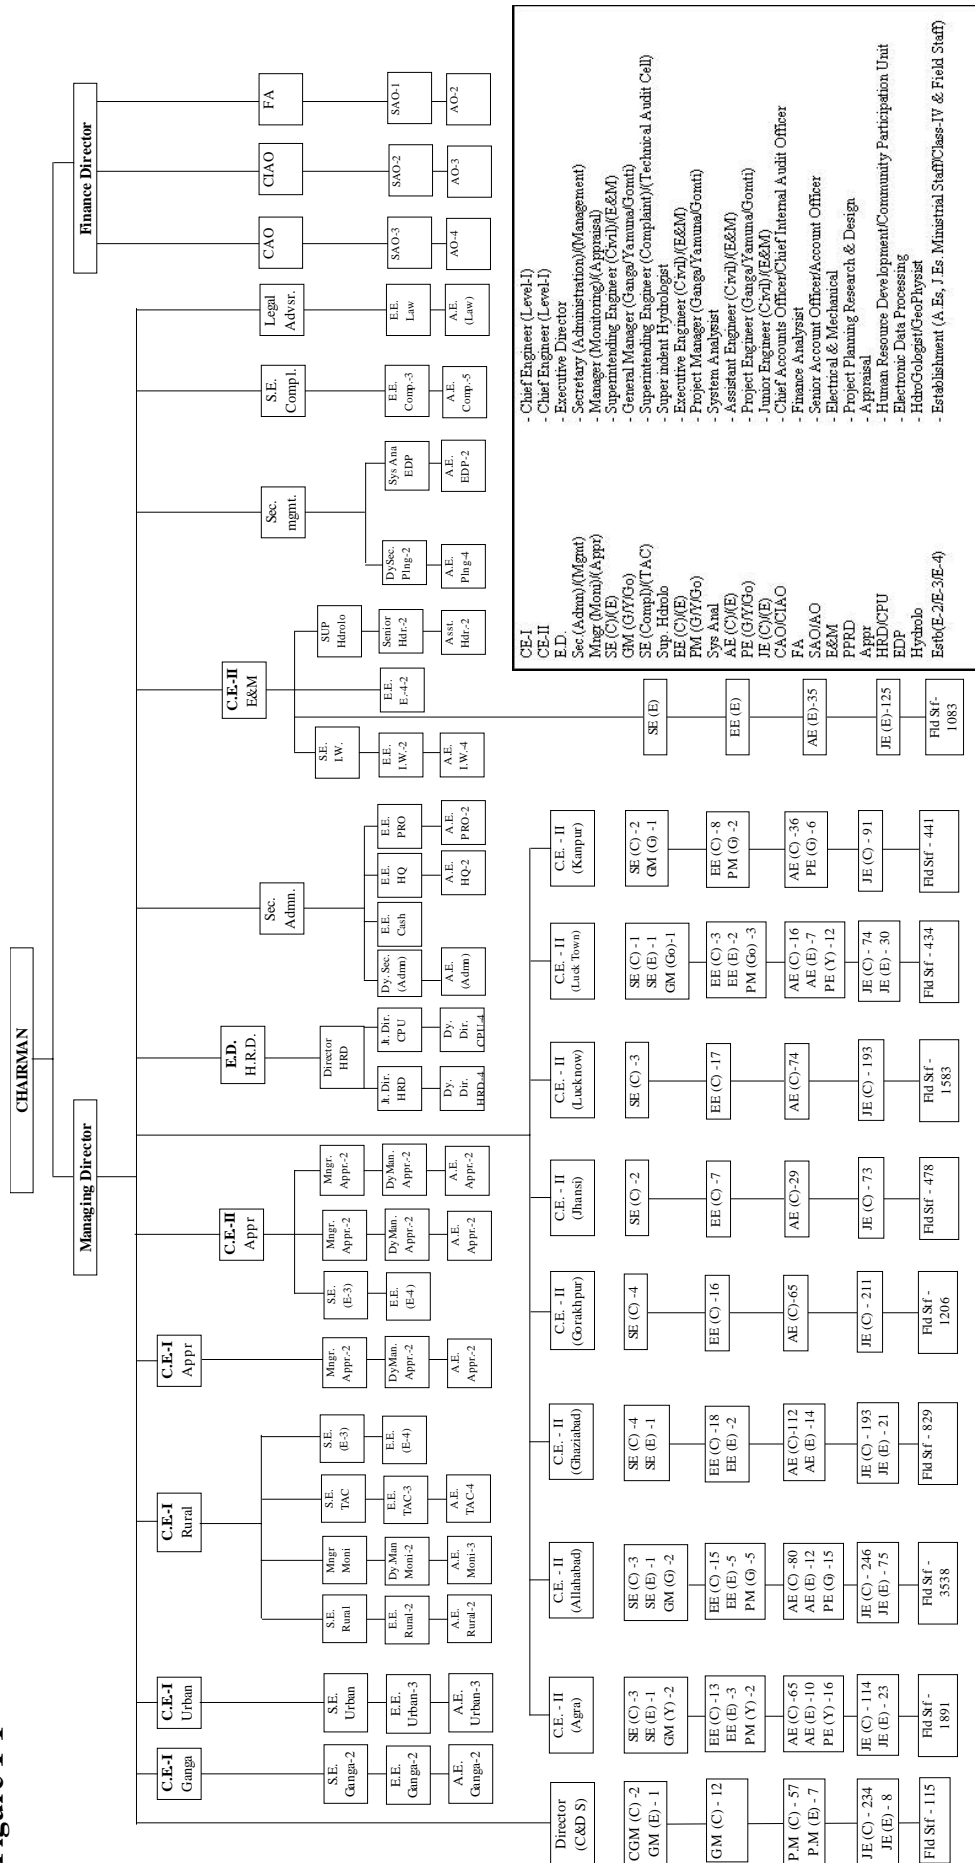 CHAIRMAN
Managing Director
Finance Director
C.E-I
Ganga
S.E.
Ganga-2
E.E.
Ganga-2
A.E.
Ganga-2
C.E-I
Urban
S.E.
Urban
E.E.
Urban-3
A.E.
Urban-3
C.E-I
Rural
S.E.
Rural
E.E.
Rural-2
A.E.
Rural-2
Mngr
Moni
Dy.Man
Moni-2
A.E.
Moni-3
S.E.
TAC
E.E.
TAC-3
A.E.
TAC-4
S.E.
(E-3)
E.E.
(E-4)
C.E-I
Appr
Mngr.
Appr.-2
DyMan.
Appr.-2
A.E.
Appr.-2
C.E-II
Appr
S.E.
(E-3)
E.E.
(E-4)
Mngr.
Appr.-2
DyMan.
Appr.-2
A.E.
Appr.-2
Mngr.
Appr.-2
DyMan.
Appr.-2
A.E.
Appr.-2
E.D.
H.R.D.
Director
HRD
Jt. Dir.
HRD
Dy.
Dir.
HRD-4
Jt. Dir.
CPU
Dy.
Dir.
CPU-4
Sec.
Admn.
Dy. Sec.
(Admn)
A.E.
(Admn)
E.E.
Cash
E.E.
HQ
A.E.
HQ-2
E.E.
PRO
A.E.
PRO-2
C.E-II
E&M
S.E.
I.W.
E.E.
I.W.-2
A.E.
I.W.-4
E.E.
E.-4-2
SUP
Hdrolo
Senior
Hdr.-2
Asst.
Hdr.-2
Sec.
mgmt.
DySec.
Plng-2
A.E.
Plng-4
Sys Ana
EDP
A.E.
EDP-2
S.E.
Compl.
E.E.
Comp.-3
A.E.
Comp.-5
Legal
Advsr.
E.E.
Law
A.E.
(Law)
CAO
SAO-3
AO-4
CIAO
SAO-2
AO-3
FA
SAO-1
AO-2
Director
(C&D S)
CGM (C) -2
GM (E) - 1
GM (C) - 12
P.M (C) - 57
P.M (E) - 7
JE (C) - 234
JE (E) - 8
Fld Stf - 115
C.E. - II
(Agra)
SE (C) -3
SE (E) -1
GM (Y) -2
EE (C) -13
EE (E) -3
PM (Y) -2
AE (C) -65
AE (E) -10
PE (Y) -16
JE (C) - 114
JE (E) - 23
Fld Stf -
1891
C.E. - II
(Allahabad)
SE (C) -3
SE (E) -1
GM (G) -2
EE (C) -15
EE (E) -5
PM (G) -5
AE (C) -80
AE (E) -12
PE (G) -15
JE (C) - 246
JE (E) - 75
Fld Stf -
3538
C.E. - II
(Ghaziabad)
SE (C) -4
SE (E) -1
EE (C) -18
EE (E) -2
AE (C)-112
AE (E) -14
JE (C) - 193
JE (E) - 21
Fld Stf - 829
C.E. - II
(Gorakhpur)
SE (C) -4
EE (C) -16
AE (C)-65
JE (C) - 211
Fld Stf -
1206
C.E. - II
(Jhansi)
SE (C) -2
EE (C) -7
AE (C)-29
JE (C) - 73
Fld Stf - 478
C.E. - II
(Lucknow)
SE (C) -3
EE (C) -17
AE (C)-74
JE (C) - 193
Fld Stf -
1583
C.E. - II
(Luck Town)
SE (C) -1
SE (E) -1
GM (Go)-1
EE (C) -3
EE (E) -2
PM (Go) -3
AE (C) -16
AE (E) -7
PE (Y) -12
JE (C) - 74
JE (E) - 30
Fld Stf - 434
C.E. - II
(Kanpur)
SE (C) -2
GM (G) -1
EE (C) -8
PM (G) -2
AE (C) -36
PE (G) -6
JE (C) - 91
Fld Stf - 441
SE (E)
EE (E)
AE (E)-35
JE (E)-125
Fld Stf-
1083
CE-I - Chief Engineer (Level-I)
CE-II - Chief Engineer (Level-I)
E.D. - Executive Director
Sec.(Admn)/(Mgmt) - Secretary (Administration)/(Management)
Mngr (Moni)/(Appr) - Manager (Monitoring)/(Appraisal)
SE (C)/(E) - Superintending Engineer (Civil)/(E&M)
GM (G/Y/Go) - General Manager (Ganga/Yamuna/Gomti)
SE (Compl)/(TAC) - Superintending Engineer (Complaint)/(Technical Audit Cell)
Sup. Hdrolo - Super indent Hydrologist
EE (C)/(E) - Executive Engineer (Civil)/(E&M)
PM (G/Y/Go) - Project Manager (Ganga/Yamuna/Gomti)
Sys Anal - System Analyst
AE (C)/(E) - Assistant Engineer (Civil)/(E&M)
PE (G/Y/Go) - Project Engineer (Ganga/Yamuna/Gomti)
JE (C)/(E) - Junior Engineer (Civil)/(E&M)
CAO/CIAO - Chief Accounts Officer/Chief Internal Audit Officer
FA - Finance Analyst
SAO/AO - Senior Account Officer/Account Officer
E&M - Electrical & Mechanical
PPRD - Project Planning Research & Design
Appr - Appraisal
HRD/CPU - Human Resource Development/Community Participation Unit
EDP - Electronic Data Processing
Hydrolo - HdroGologist/GeoPhysist
Estb(E-2/E-3/E-4) - Establishment (A.Es, J.Es. Ministrial Staff/Class-IV & Field Staff)